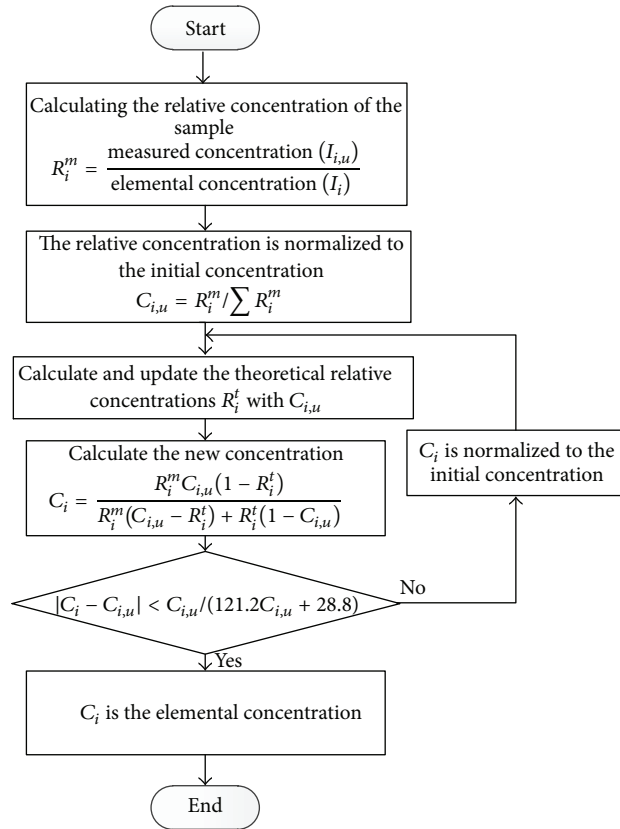 Start
Calculating the relative concentration of the
sample
R_i^m = measured concentration (I_{i,u}) / elemental concentration (I_i)
The relative concentration is normalized to
the initial concentration
C_{i,u} = R_i^m/∑ R_i^m
Calculate and update the theoretical relative
concentrations R_i^t with C_{i,u}
Calculate the new concentration
C_i = R_i^m C_{i,u}(1 − R_i^t) / R_i^m(C_{i,u} − R_i^t) + R_i^t(1 − C_{i,u})
C_i is normalized to the
initial concentration
|C_i − C_{i,u}| < C_{i,u}/(121.2C_{i,u} + 28.8)
No
Yes
C_i is the elemental concentration
End